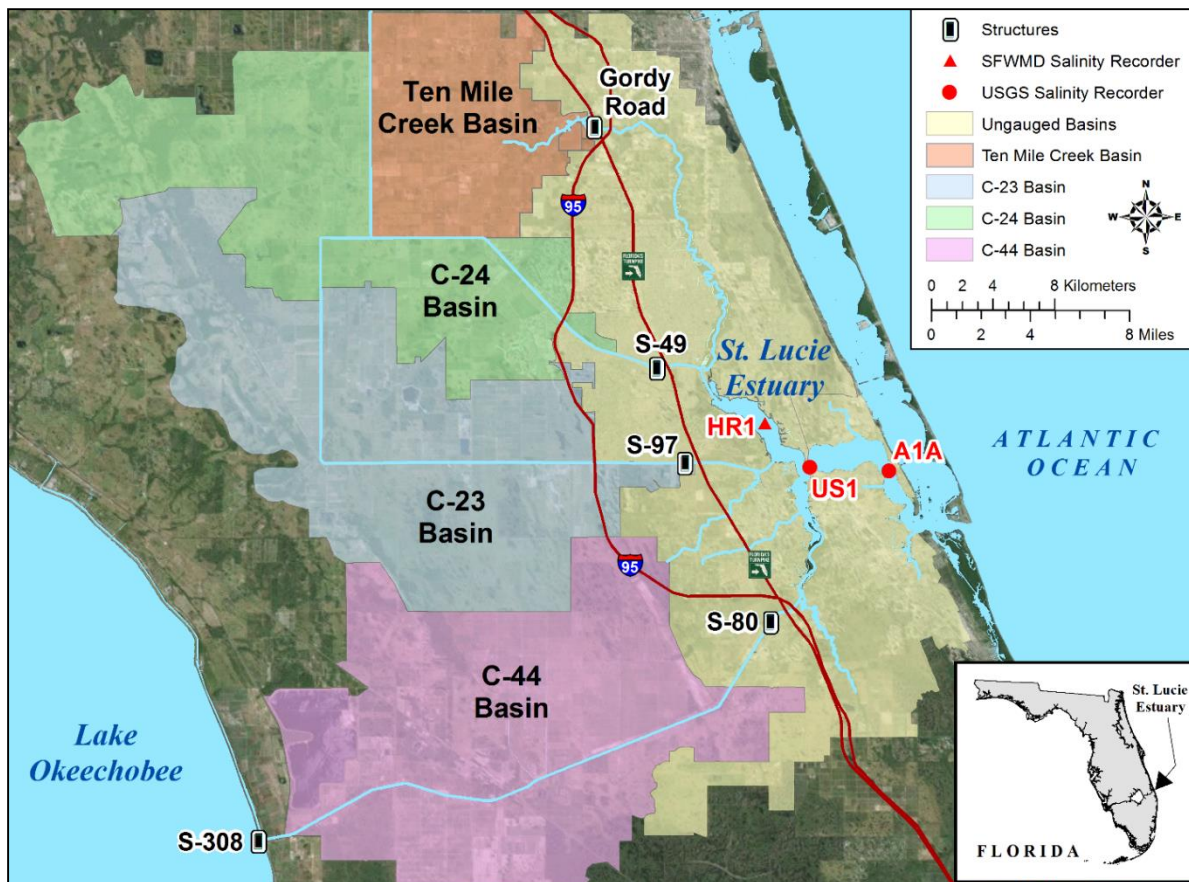 Structures
SFWMD Salinity Recorder
USGS Salinity Recorder
Ungauged Basins
Ten Mile Creek Basin
C-23 Basin
C-24 Basin
C-44 Basin
N
W E
S
0 2 4 8 Kilometers
0 2 4 8 Miles
Gordy
Road
Ten Mile
Creek Basin
95
C-24
Basin
S-49
St. Lucie
Estuary
HR1
A1A
ATLANTIC
OCEAN
S-97
US1
C-23
Basin
95
S-80
C-44
Basin
Lake
Okeechobee
S-308
St. Lucie
Estuary
FLORIDA